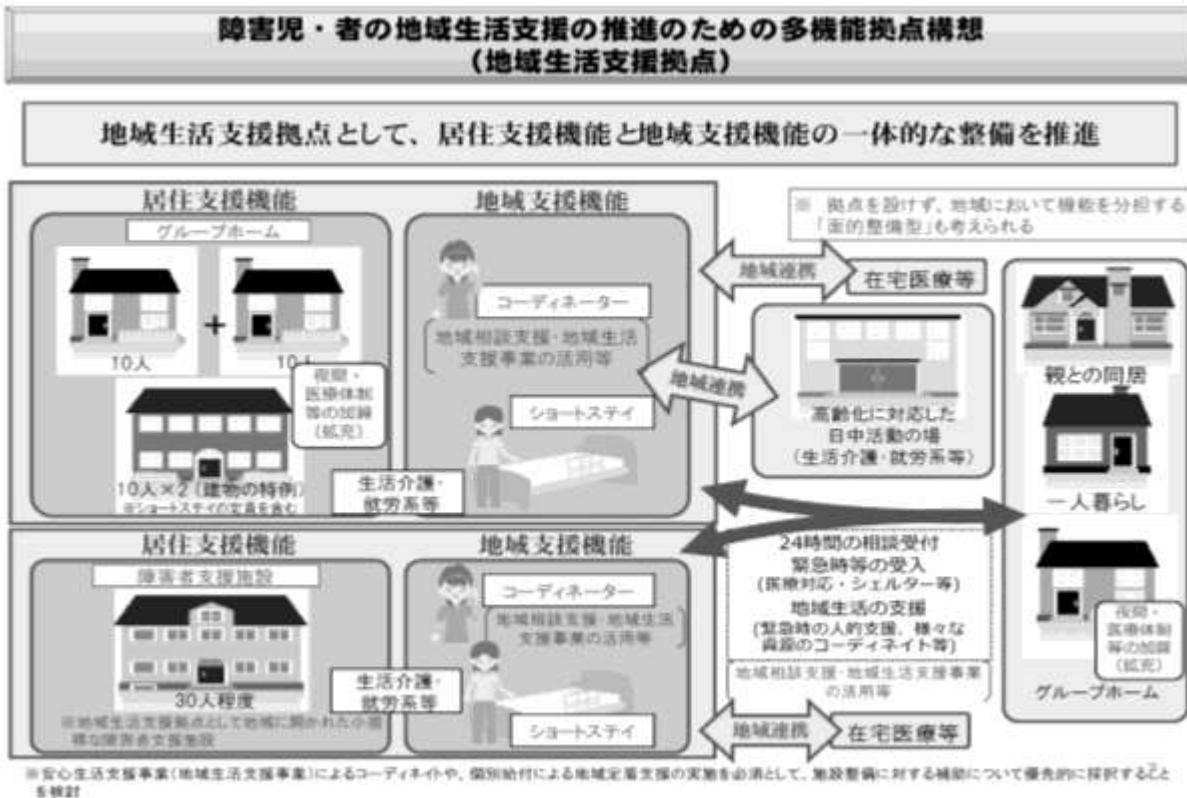 障害児・者の地域生活支援の推進のための多機能拠点構想
(地域生活支援拠点)
地域生活支援拠点として、居住支援機能と地域支援機能の一体的な整備を推進
居住支援機能
グループホーム
10人
+
10人
夜間・
医療体制
等の加算
(拡充)
10人×2(建物の特例)
※ショートステイの定員を含む
地域支援機能
コーディネーター
地域相談支援・地域生活
支援事業の活用等
ショートステイ
生活介護・
就労系等
地域連携
在宅医療等
※ 拠点を設けず、地域において機能を分担する
「面的整備型」も考えられる
地域連携
高齢化に対応した
日中活動の場
(生活介護・就労系等)
親との同居
一人暮らし
夜間・
医療体制
等の加算
(拡充)
グループホーム
居住支援機能
障害者支援施設
30人程度
※地域生活支援拠点として地域に開かれた小規
模な障害者支援施設
地域支援機能
コーディネーター
地域相談支援・地域生活
支援事業の活用等
生活介護・
就労系等
ショートステイ
24時間の相談受付
緊急時等の受入
(医療対応・シェルター等)
地域生活の支援
(緊急時の人的支援、様々な
資源のコーディネイト等)
地域相談支援・地域生活支援事業
の活用等
地域連携
在宅医療等
※安心生活支援事業(地域生活支援事業)によるコーディネイトや、個別給付による地域定着支援の実施を必須として、施設整備に対する補助について優先的に採択すること
を検討